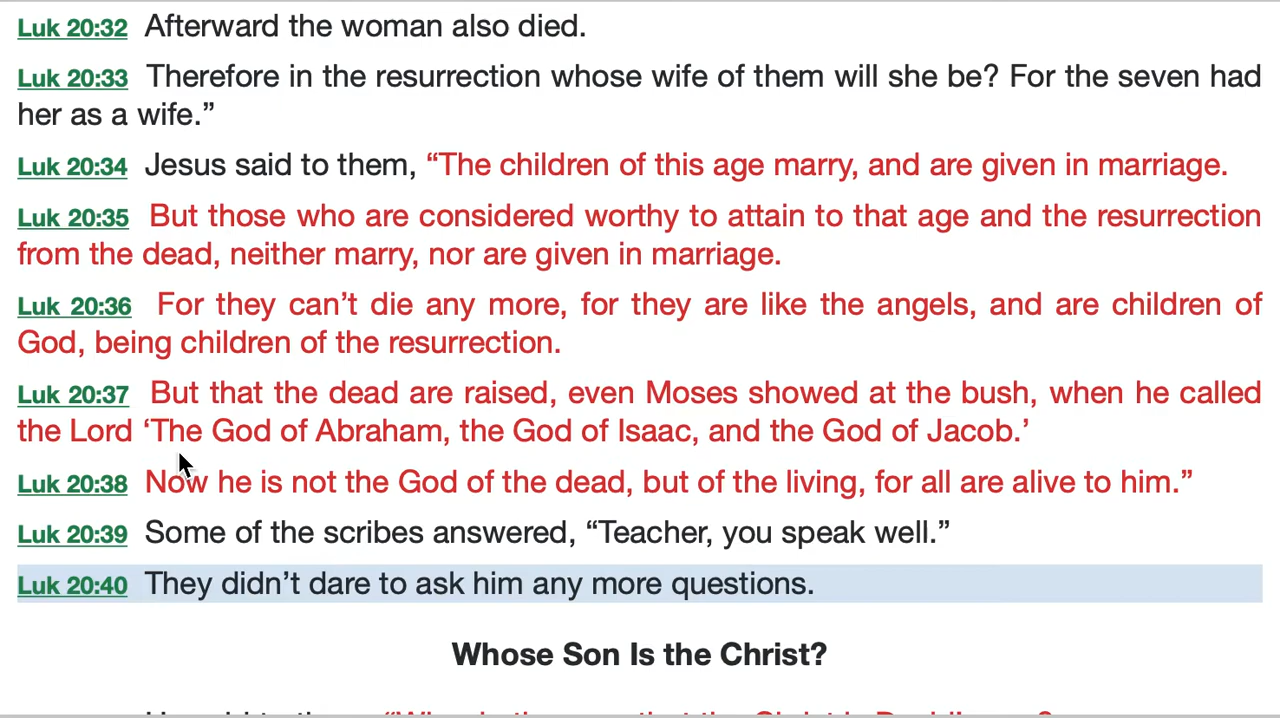 Luk 20:32 Afterward the woman also died.
Luk 20:33 Therefore in the resurrection whose wife of them will she be? For the seven had
her as a wife.”
Luk 20:34 Jesus said to them, “The children of this age marry, and are given in marriage.
Luk 20:35 But those who are considered worthy to attain to that age and the resurrection
from the dead, neither marry, nor are given in marriage.
Luk 20:36 For they can’t die any more, for they are like the angels, and are children of
God, being children of the resurrection.
Luk 20:37 But that the dead are raised, even Moses showed at the bush, when he called
the Lord ‘The God of Abraham, the God of Isaac, and the God of Jacob.’
Luk 20:38 Now he is not the God of the dead, but of the living, for all are alive to him.”
Luk 20:39 Some of the scribes answered, “Teacher, you speak well.”
Luk 20:40 They didn’t dare to ask him any more questions.
Whose Son Is the Christ?